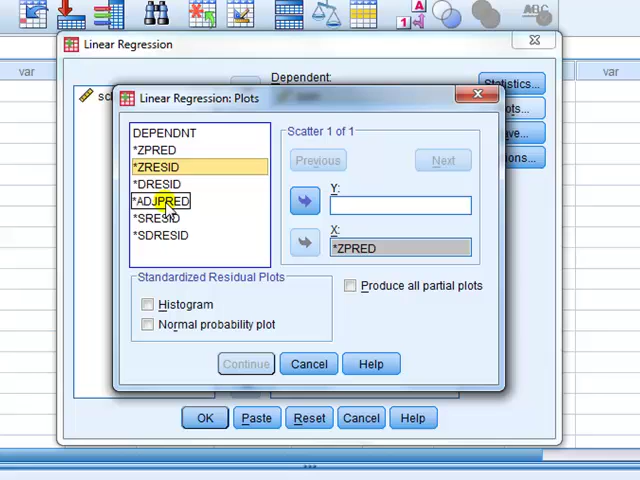 A
1
ABC
var
var
Linear Regression
Dependent:
Statistics...
Linear Regression: Plots
DEPENDNT
*ZPRED
*ZRESID
*DRESID
*ADJPRED
*SRESID
*SDRESID
Scatter 1 of 1
Previous
Next
Y:
X:
*ZPRED
Standardized Residual Plots
Histogram
Normal probability plot
Produce all partial plots
Continue
Cancel
Help
OK
Paste
Reset
Cancel
Help